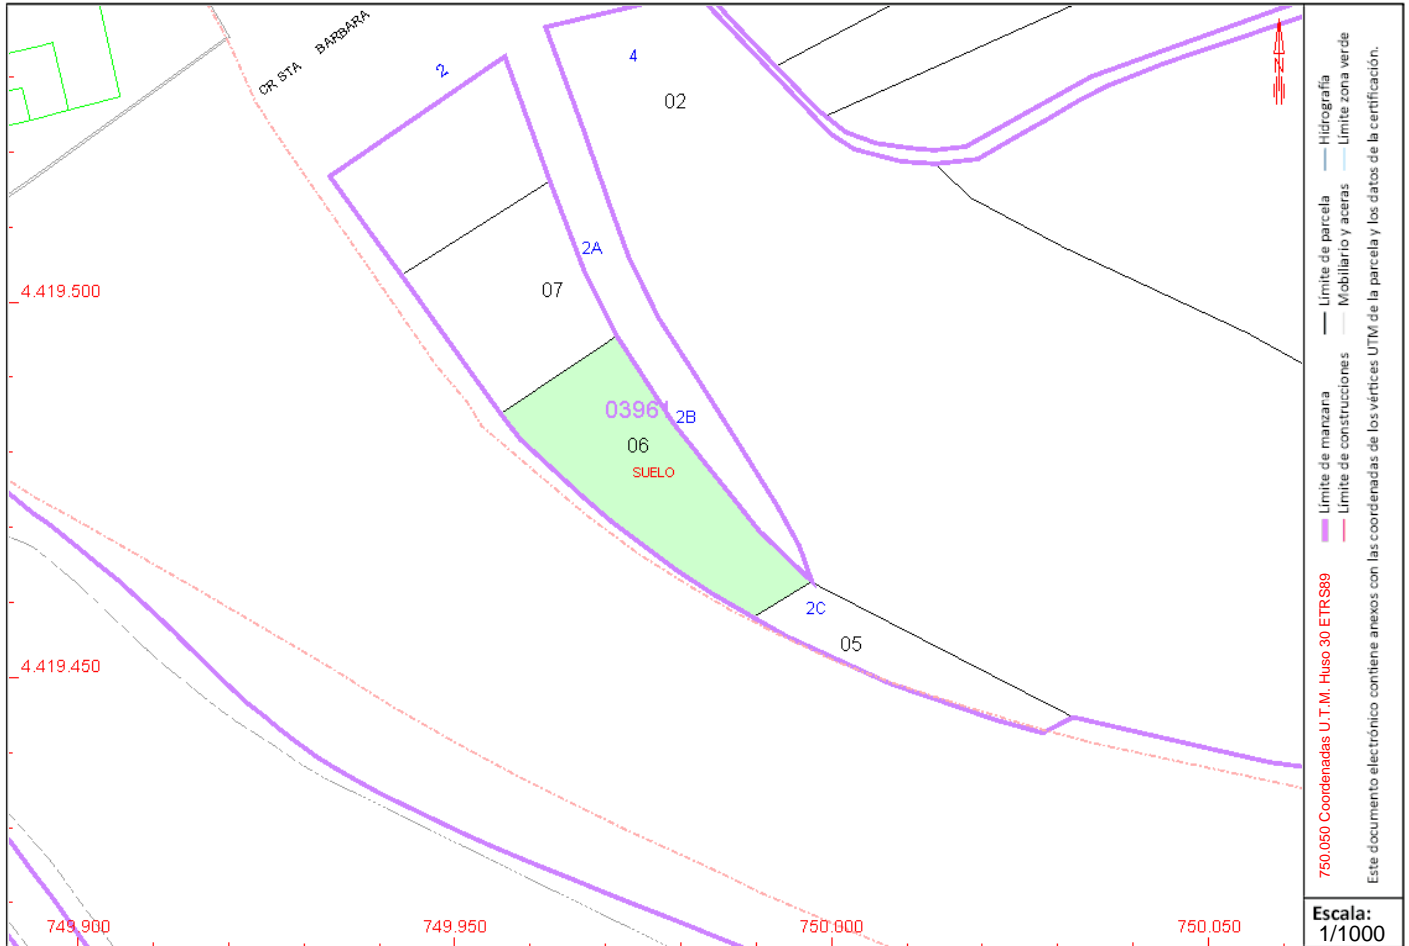 CR STA BARBARA
2
4
02
2A
07
4.419.500
03961
2B
06
SUELO
2C
05
4.419.450
749.900
749.950
750.000
750.050
N
Hidrografía
Límite zona verde
Límite de parcela
Mobiliario y aceras
Límite de manzana
Límite de construcciones
750.050 Coordenadas U.T.M. Huso 30 ETRS89
Este documento electrónico contiene anexos con las coordenadas de los vértices UTM de la parcela y los datos de la certificación.
Escala:
1/1000